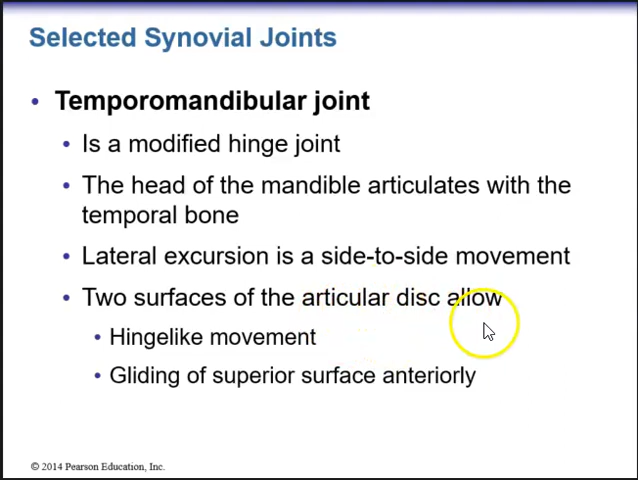 Selected Synovial Joints
• Temporomandibular joint
• Is a modified hinge joint
• The head of the mandible articulates with the
temporal bone
• Lateral excursion is a side-to-side movement
• Two surfaces of the articular disc allow
• Hingelike movement
• Gliding of superior surface anteriorly
© 2014 Pearson Education, Inc.